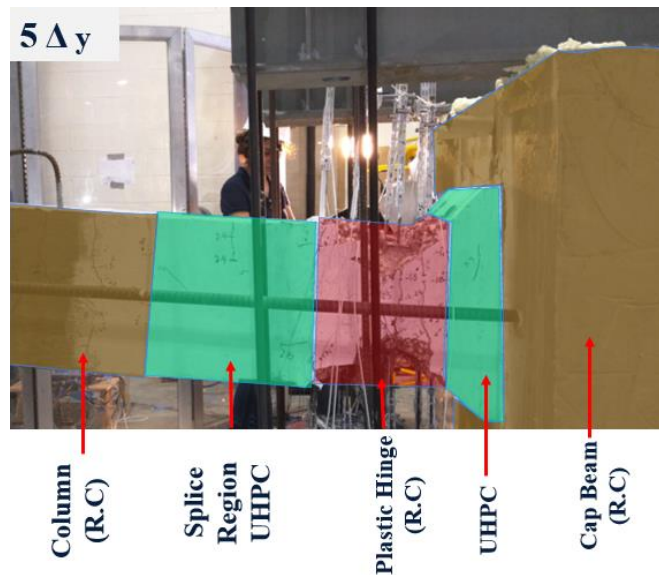 5 Δ y
Column
(R.C)
Splice
Region
UHPC
Plastic Hinge
(R.C)
UHPC
Cap Beam
(R.C)